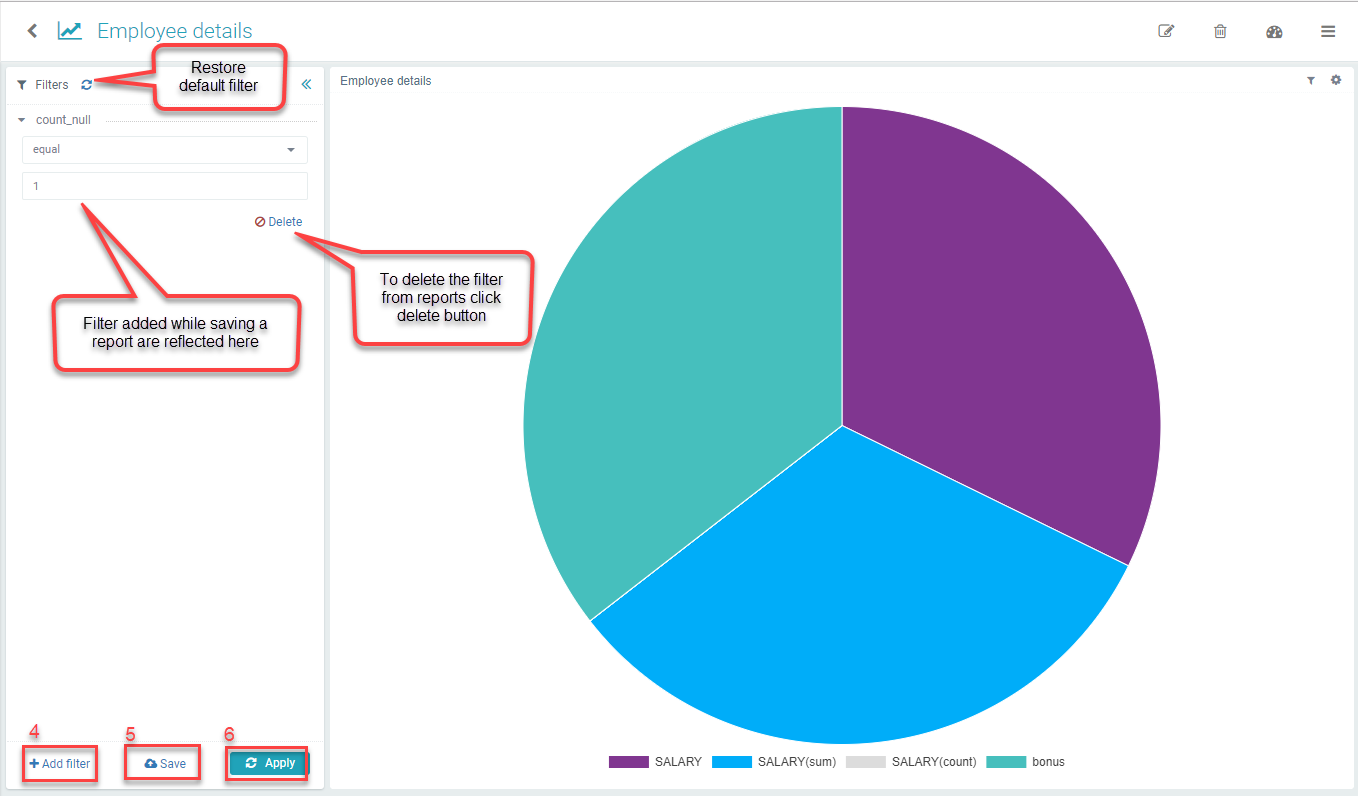 Employee details
Restore
default filter
Filters
Employee details
count_null
equal
1
Delete
To delete the filter
from reports click
delete button
Filter added while saving a
report are reflected here
4
5
6
Add filter
Save
Apply
SALARY
SALARY(sum)
SALARY(count)
bonus